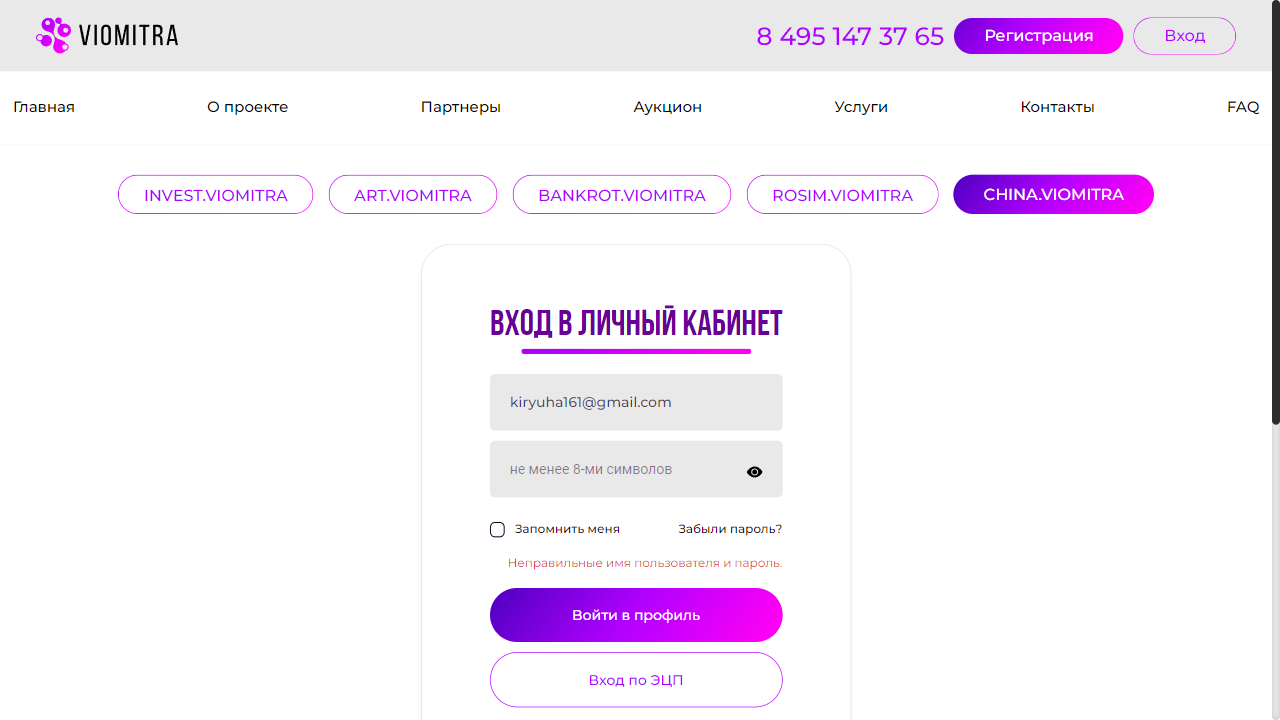 VIOMITRA
8 495 147 37 65
Регистрация
Вход
Главная
О проекте
Партнеры
Аукцион
Услуги
Контакты
FAQ
INVEST.VIOMITRA
ART.VIOMITRA
BANKROT.VIOMITRA
ROSIM.VIOMITRA
CHINA.VIOMITRA
ВХОД В ЛИЧНЫЙ КАБИНЕТ
kiryuha161@gmail.com
не менее 8-ми символов
Запомнить меня
Забыли пароль?
Неправильные имя пользователя и пароль.
Войти в профиль
Вход по ЭЦП